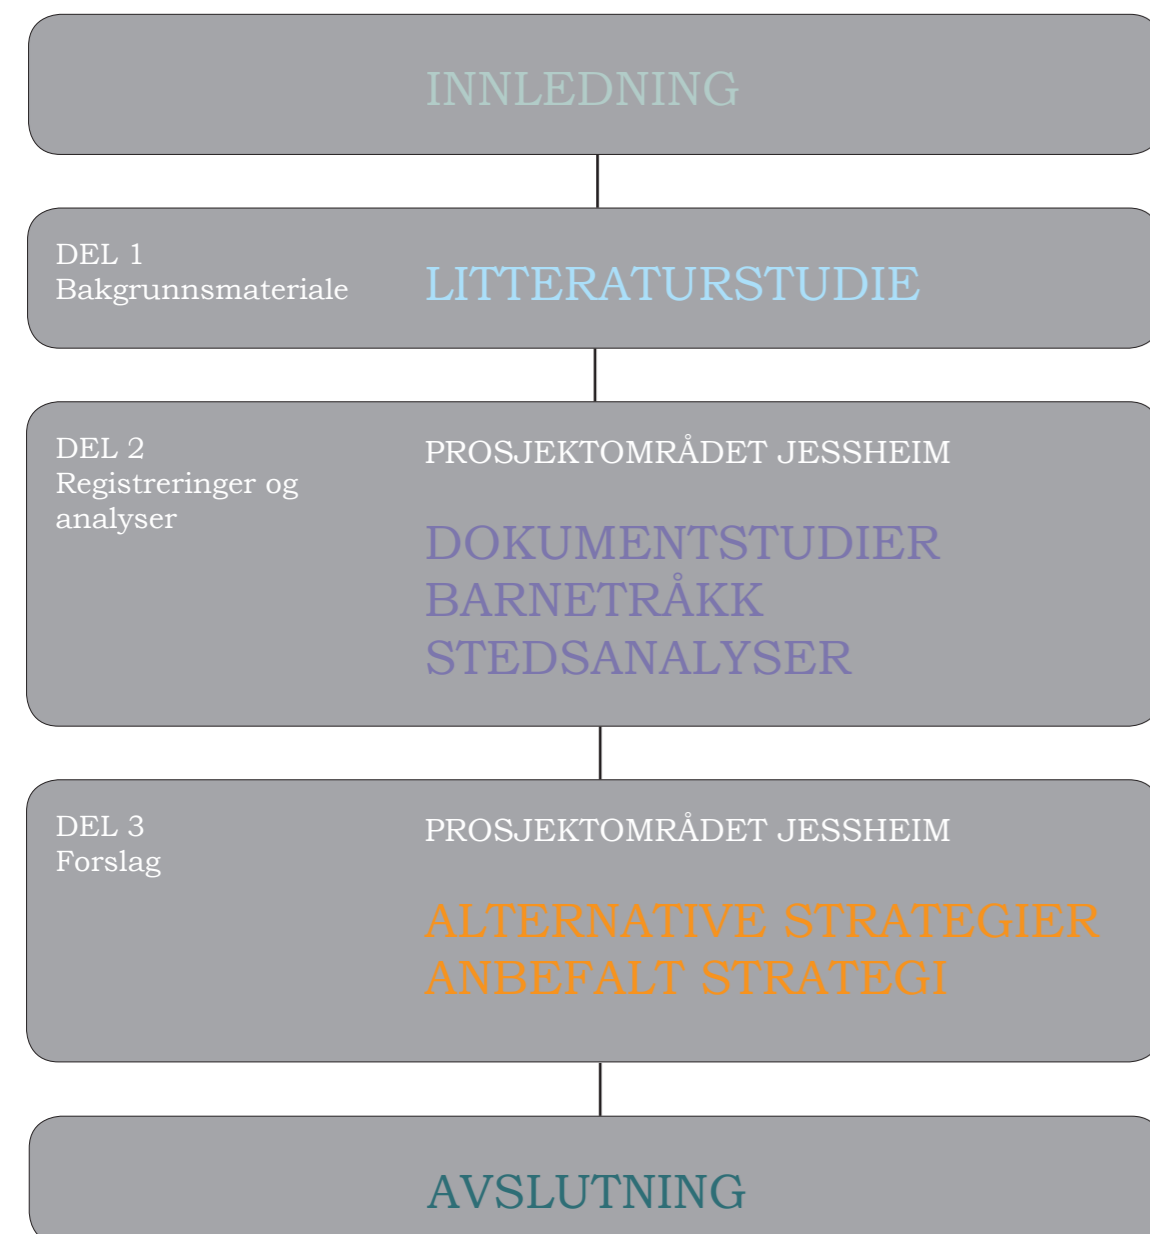 INNLEDNING
DEL 1
Bakgrunnsmateriale
LITTERATURSTUDIE
DEL 2
Registreringer og
analyser
PROSJEKTOMRÅDET JESSHEIM
DOKUMENTSTUDIER
BARNETRÅKK
STEDSANALYSER
DEL 3
Forslag
PROSJEKTOMRÅDET JESSHEIM
ALTERNATIVE STRATEGIER
ANBEFALT STRATEGI
AVSLUTNING